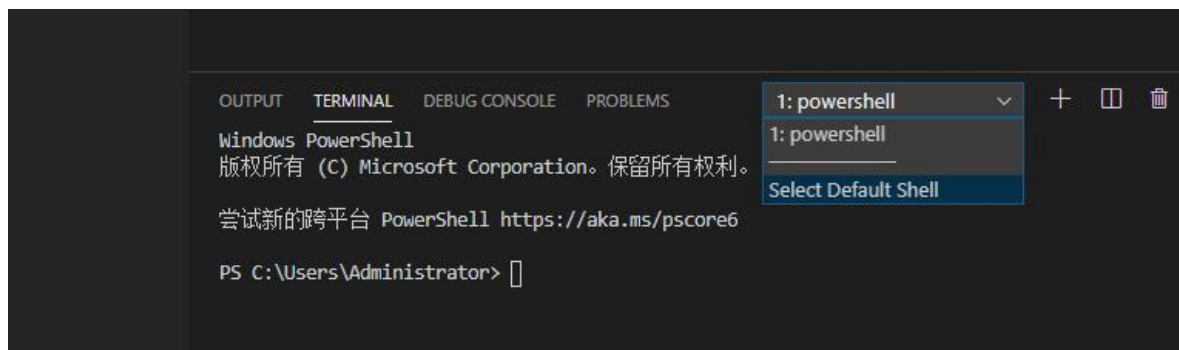 OUTPUT TERMINAL DEBUG CONSOLE PROBLEMS 1: powershell
1: powershell
Select Default Shell
Windows PowerShell
版权所有 (C) Microsoft Corporation。保留所有权利。
尝试新的跨平台 PowerShell https://aka.ms/pscore6
PS C:\Users\Administrator>